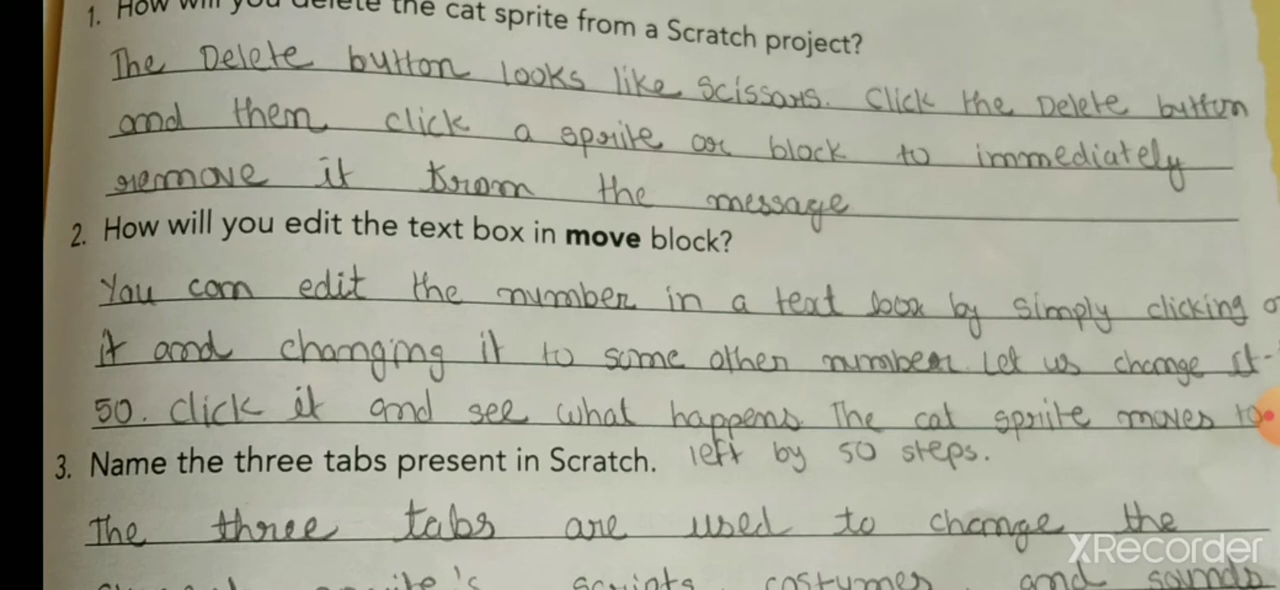 1. How will you delete the cat sprite from a Scratch project?
The Delete button looks like scissors. Click the Delete button
and then click a sprite or block to immediately
remove it from the message
2. How will you edit the text box in move block?
You can edit the number in a text box by simply clicking
it and changing it to some other number. Let us change it
50. Click it and see what happens. The cat sprite moves to
left by 50 steps.
3. Name the three tabs present in Scratch.
The three tabs are used to change the
scripts, costumes, and sounds
XRecorder